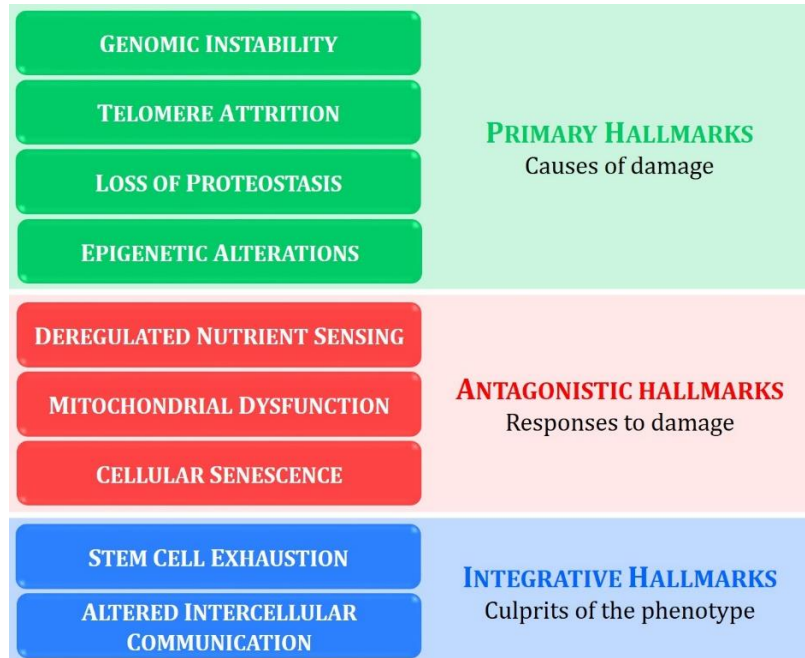 GENOMIC INSTABILITY
TELOMERE ATTRITION
LOSS OF PROTEOSTASIS
EPIGENETIC ALTERATIONS
PRIMARY HALLMARKS
Causes of damage
DEREGULATED NUTRIENT SENSING
MITOCHONDRIAL DYSFUNCTION
CELLULAR SENESCENCE
ANTAGONISTIC HALLMARKS
Responses to damage
STEM CELL EXHAUSTION
ALTERED INTERCELLULAR
COMMUNICATION
INTEGRATIVE HALLMARKS
Culprits of the phenotype